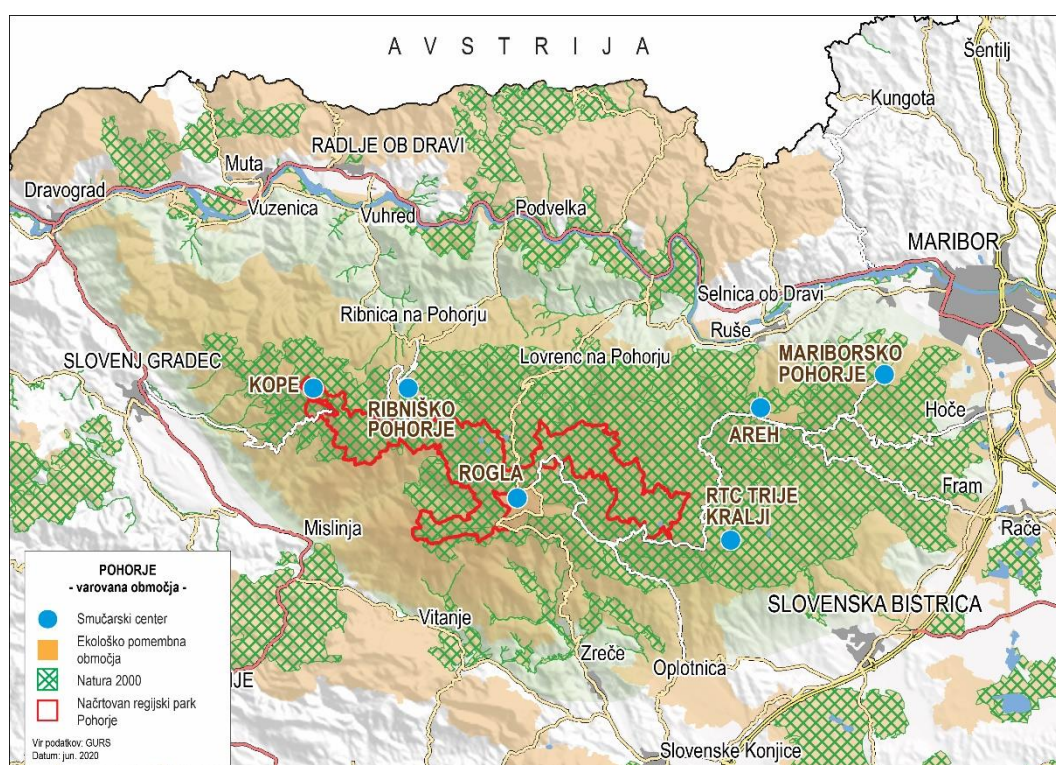 A V S T R I J A
Šentilj
Kungota
RADLJE OB DRAVI
Muta
Dravograd
Vuzenica
Vuhred
Podvelka
MARIBOR
Selnica ob Dravi
Ribnica na Pohorju
Ruše
Lovrenc na Pohorju
MARIBORSKO
POHORJE
SLOVENJ GRADEC
KOPE
RIBNIŠKO
POHORJE
Hoče
AREH
ROGLA
RTC TRIJE
KRALJI
Fram
Rače
Mislinja
SLOVENSKA BISTRICA
Vitanje
Zreče
Oplotnica
Slovenske Konjice
JE
POHORJE
- varovana območja -
Smučarski center
Ekološko pomembna
območja
Natura 2000
Načrtovan regijski park
Pohorje
Vir podatkov: GURS
Datum: jun. 2020